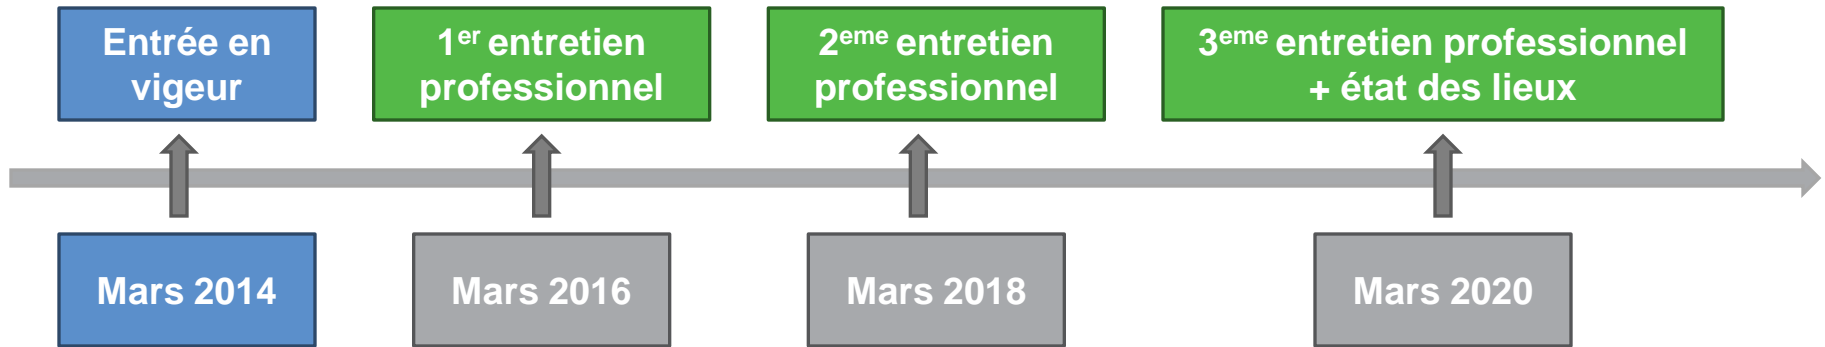 Entrée en
vigeur
1er entretien
professionnel
2eme entretien
professionnel
3eme entretien professionnel
+ état des lieux
Mars 2014
Mars 2016
Mars 2018
Mars 2020